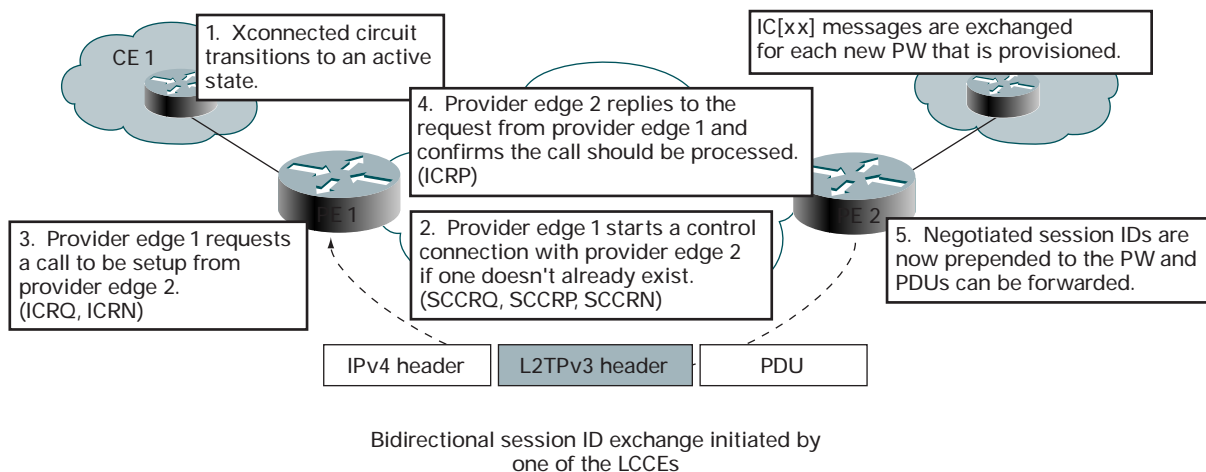 CE 1
1. Xconnected circuit
transitions to an active
state.
IC[xx] messages are exchanged
for each new PW that is provisioned.
4. Provider edge 2 replies to the
request from provider edge 1 and
confirms the call should be processed.
(ICRP)
PE 1
PE 2
3. Provider edge 1 requests
a call to be setup from
provider edge 2.
(ICRQ, ICRN)
2. Provider edge 1 starts a control
connection with provider edge 2
if one doesn't already exist.
(SCCRQ, SCCRP, SCCRN)
5. Negotiated session IDs are
now prepended to the PW and
PDUs can be forwarded.
IPv4 header
L2TPv3 header
PDU
Bidirectional session ID exchange initiated by
one of the LCCEs